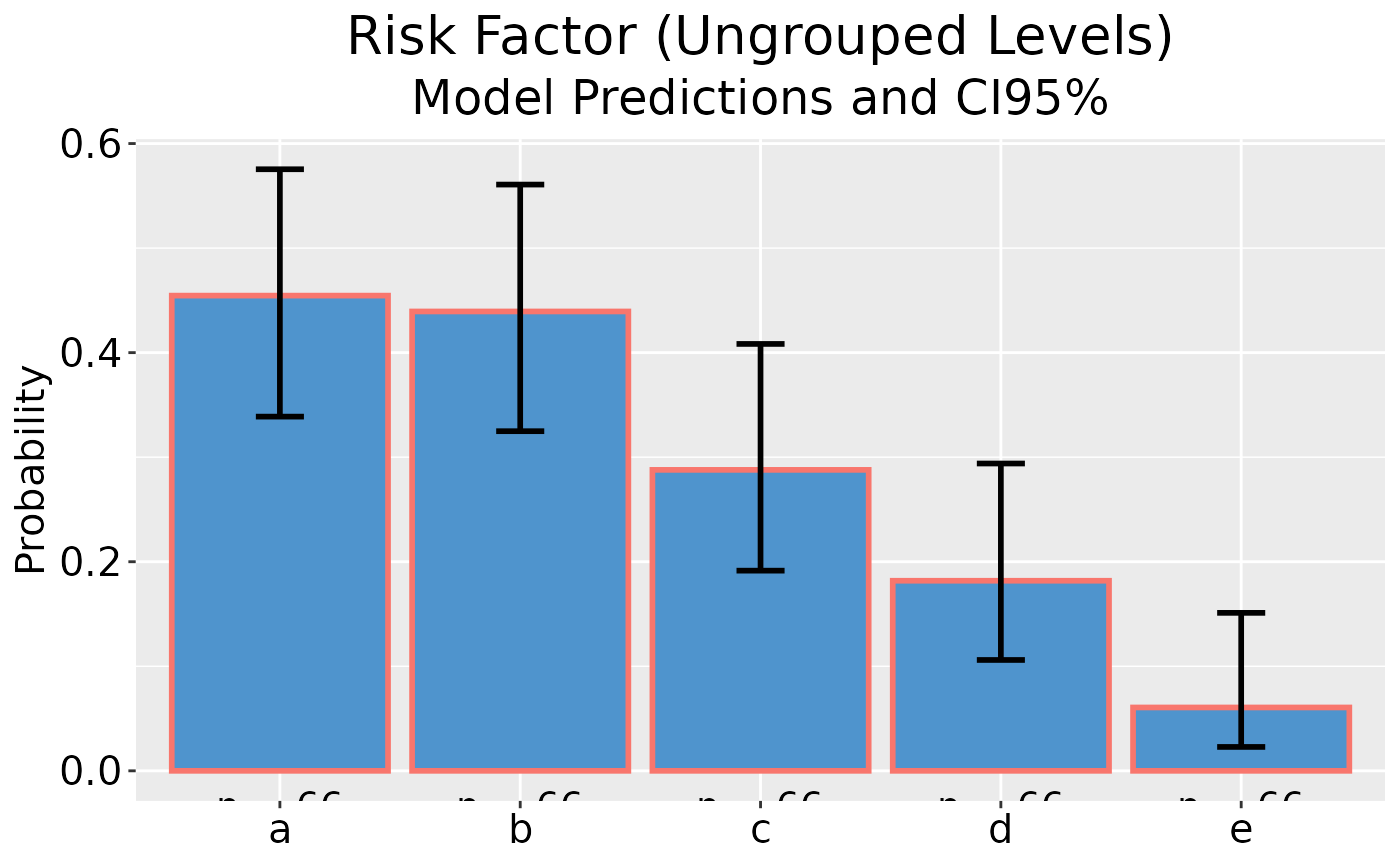 Risk Factor (Ungrouped Levels)
Model Predictions and CI95%
0.6
0.4
0.2
0.0
Probability
a b c d e